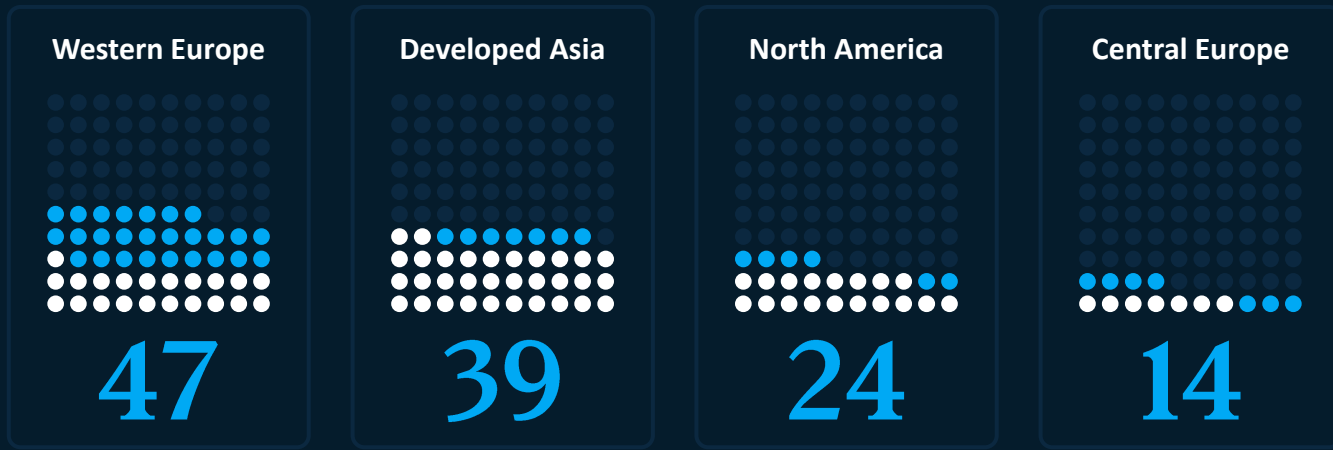 Western Europe
47
Developed Asia
39
North America
24
Central Europe
14